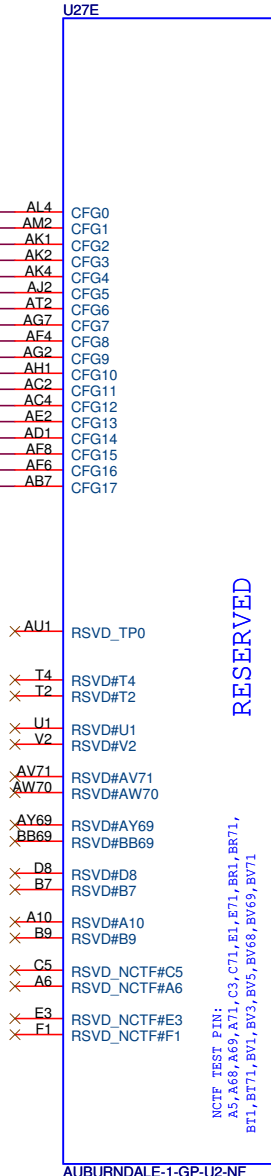 U27E
AL4 CFG0
AM2 CFG1
AK1 CFG2
AK2 CFG3
AK4 CFG4
AJ2 CFG5
AT2 CFG6
AG7 CFG7
AF4 CFG8
AG2 CFG9
AH1 CFG10
AC2 CFG11
AC4 CFG12
AE2 CFG13
AD1 CFG14
AF8 CFG15
AF6 CFG16
AB7 CFG17
AU1 RSVD_TP0
T4 RSVD#T4
T2 RSVD#T2
U1 RSVD#U1
V2 RSVD#V2
AV71 RSVD#AV71
AW70 RSVD#AW70
AY69 RSVD#AY69
BB69 RSVD#BB69
D8 RSVD#D8
B7 RSVD#B7
A10 RSVD#A10
B9 RSVD#B9
C5 RSVD_NCTF#C5
A6 RSVD_NCTF#A6
E3 RSVD_NCTF#E3
F1 RSVD_NCTF#F1
RESERVED
NCTF TEST PIN:
A5,A68,A69,A71,C3,C71,E1,E71,BR1,BR71,
BT1,BT71,BV1,BV3,BV5,BV68,BV69,BV71
AUBURNDALE-1-GP-U2-NF